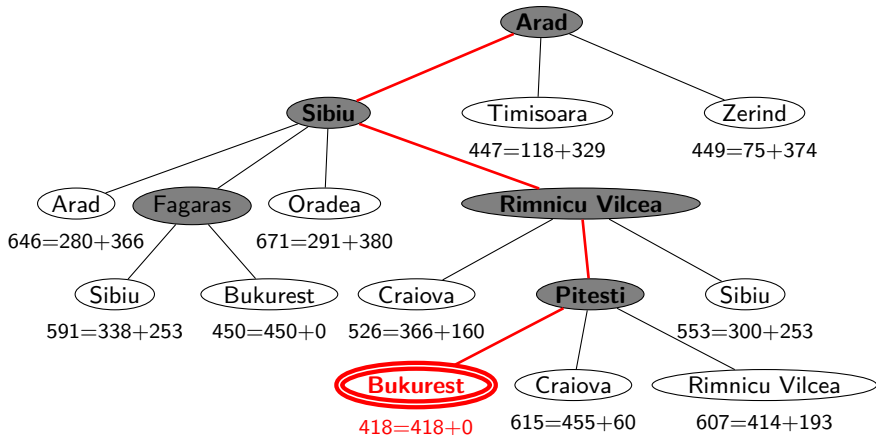 Arad
Sibiu
Timisoara
Zerind
447=118+329
449=75+374
Arad
Fagaras
Oradea
Rimnicu Vilcea
646=280+366
671=291+380
Sibiu
Bukurest
Craiova
Pitesti
Sibiu
591=338+253
450=450+0
526=366+160
553=300+253
Bukurest
Craiova
Rimnicu Vilcea
418=418+0
615=455+60
607=414+193